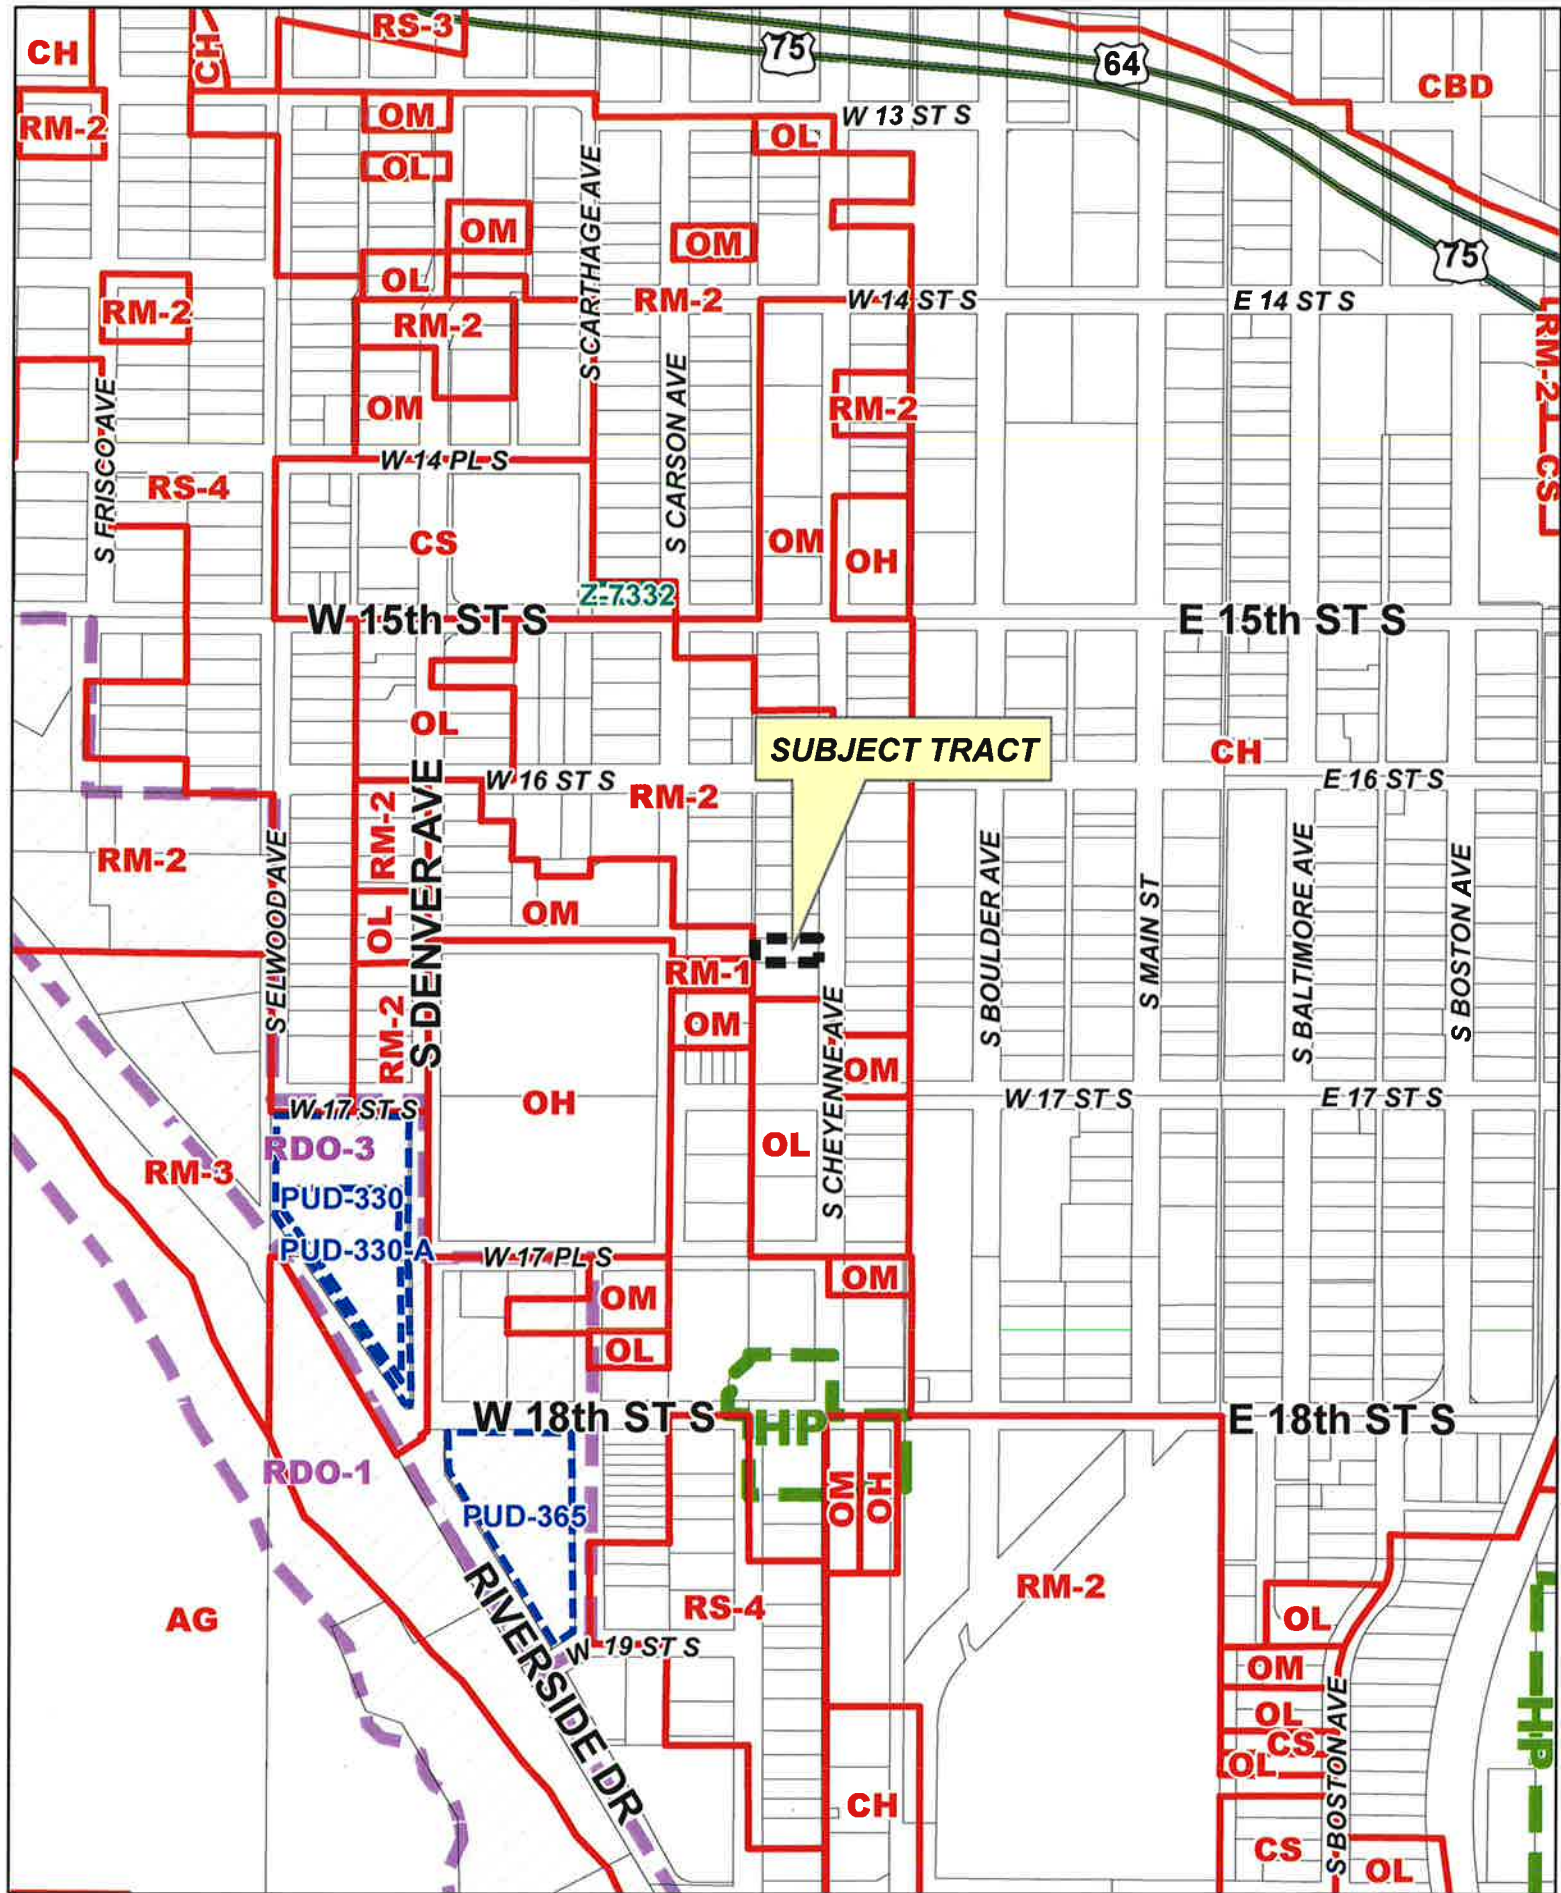 RS-3
CH
CH
75
64
CBD
RM-2
OM
W 13 ST S
OL
OL
S CARTHAGE AVE
OM
OM
75
OL
RM-2
W 14 ST S
E 14 ST S
RM-2
RM-2
RM-2
CS
S CARSON AVE
OM
RM-2
S FRISCO AVE
W 14 PL S
RS-4
CS
OM
OH
Z-7332
W 15th ST S
E 15th ST S
OL
SUBJECT TRACT
CH
W 16 ST S
E 16 ST S
RM-2
RM-2
S DENVER AVE
RM-2
S ELWOOD AVE
S BOULDER AVE
S MAIN ST
S BALTIMORE AVE
S BOSTON AVE
OL
OM
RM-1
RM-2
OM
S CHEYENNE AVE
OM
OH
W 17 ST S
W 17 ST S
E 17 ST S
RDO-3
OL
RM-3
PUD-330
PUD-330-A
W 17 PL S
OM
OM
OL
W 18th ST S
HP
E 18th ST S
RDO-1
OM
OH
PUD-365
RM-2
RS-4
AG
OL
RIVERSIDE DR
W 19 ST S
OM
OL
S BOSTON AVE
HP
CS
OL
CH
CS
OL